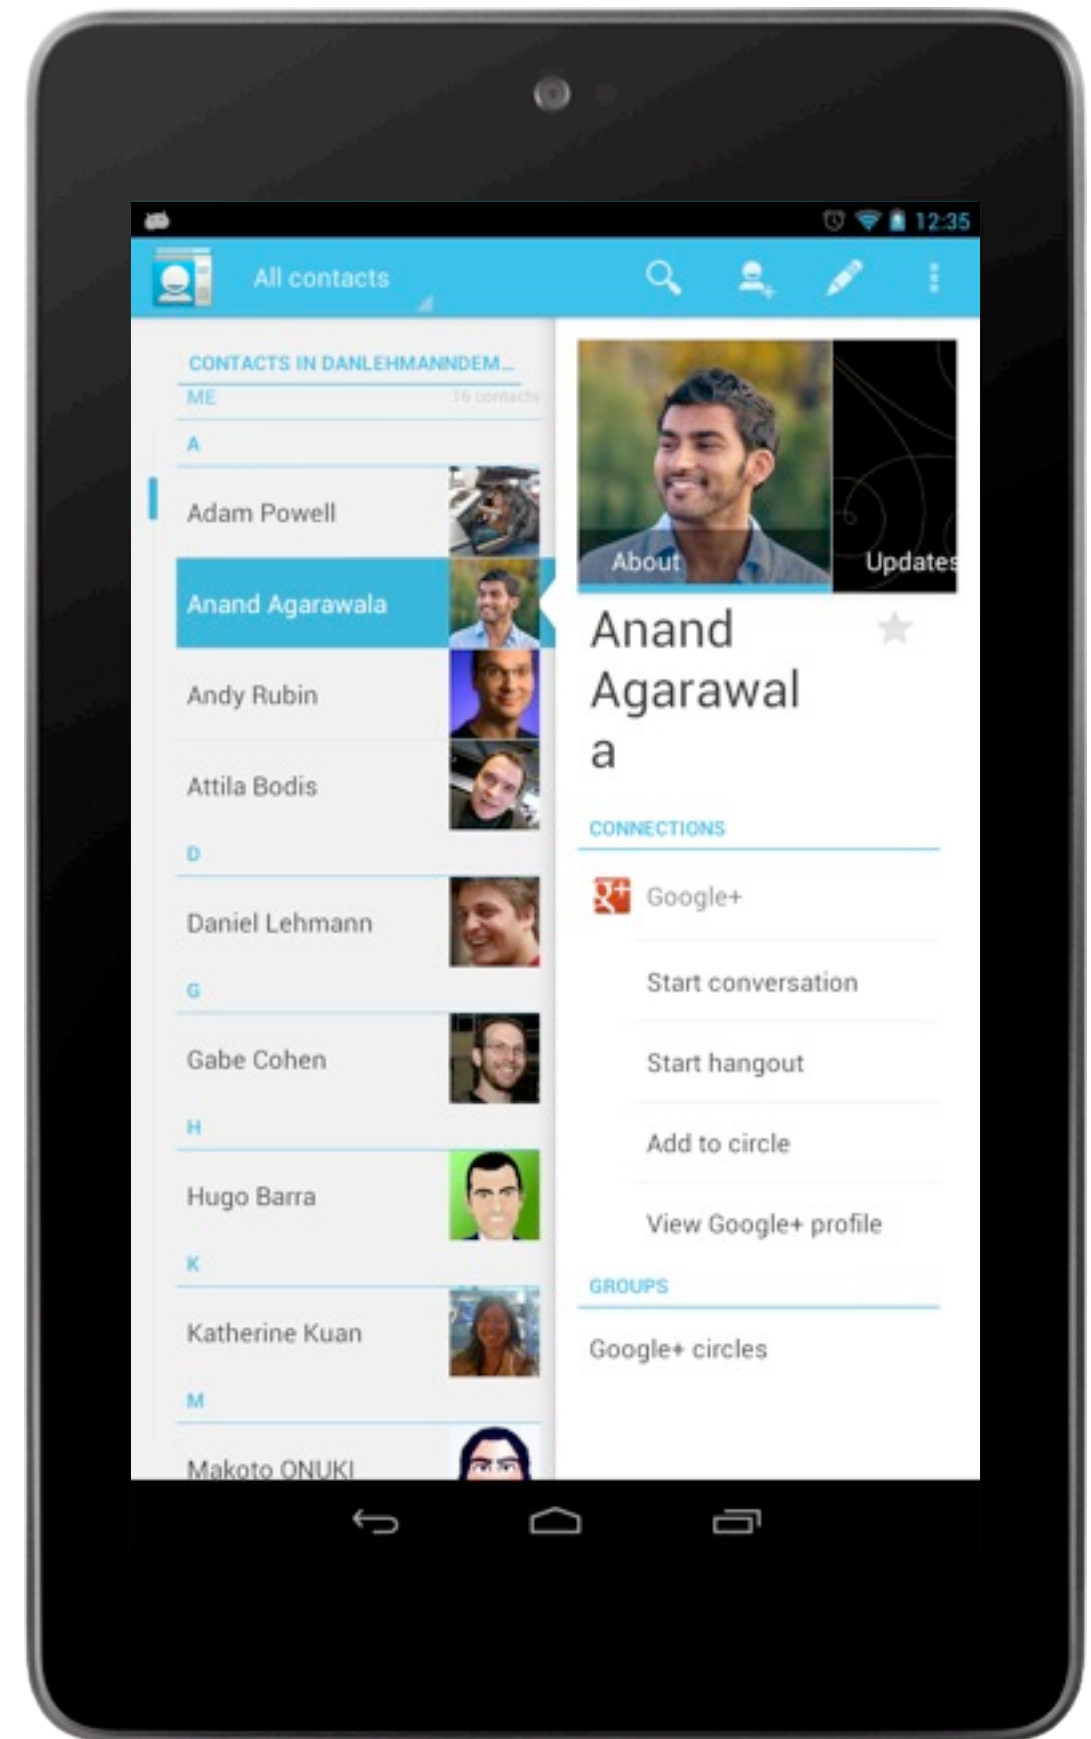 12:35
All contacts
CONTACTS IN DANLEHMANNDEM...
ME 16 contacts
A
Adam Powell
Anand Agarawala
Andy Rubin
Attila Bodis
D
Daniel Lehmann
G
Gabe Cohen
H
Hugo Barra
K
Katherine Kuan
M
Makoto ONUKI
About
Updates
Anand
Agarawal
a
CONNECTIONS
g+ Google+
Start conversation
Start hangout
Add to circle
View Google+ profile
GROUPS
Google+ circles